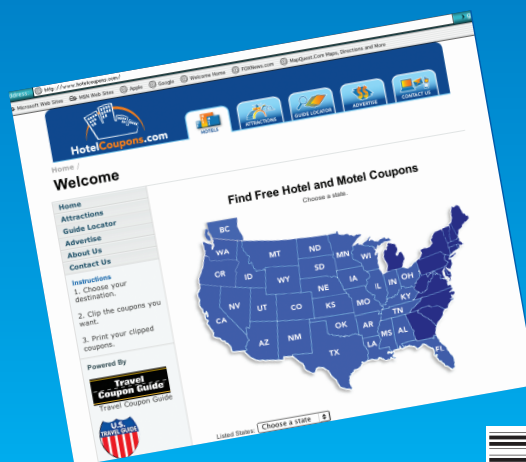 http://www.hotelcoupons.com/
Microsoft Web Sites MSN Web Sites Apple Google Welcome Home FOXNews.com MapQuest.Com Maps, Directions and More
HotelCoupons.com
HOTELS
ATTRACTIONS
GUIDE LOCATOR
ADVERTISE
CONTACT US
Home /
Welcome
Home
Attractions
Guide Locator
Advertise
About Us
Contact Us
Instructions
1. Choose your
destination.
2. Clip the coupons you
want.
3. Print your clipped
coupons.
Powered By
Travel
Coupon Guide
Travel Coupon Guide
U.S.
TRAVEL GUIDE
Find Free Hotel and Motel Coupons
Choose a state.
BC
WA
MT
ND
MN
WI
OR
ID
WY
SD
IA
IL
IN
OH
NV
UT
CO
NE
KS
MO
KY
CA
AZ
NM
OK
AR
TN
TX
LA
MS
AL
FL
Listed States: Choose a state